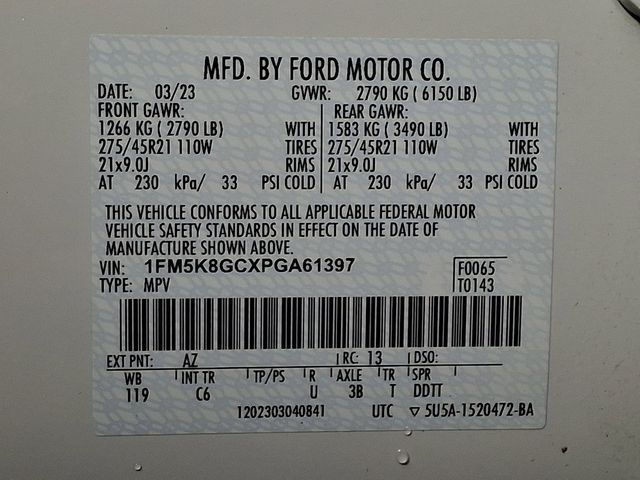 MFD. BY FORD MOTOR CO.
DATE: 03/23 GVWR: 2790 KG ( 6150 LB)
FRONT GAWR: REAR GAWR:
1266 KG ( 2790 LB) WITH 1583 KG ( 3490 LB) WITH
275/45R21 110W TIRES 275/45R21 110W TIRES
21x9.0J RIMS 21x9.0J RIMS
AT 230 kPa/ 33 PSI COLD AT 230 kPa/ 33 PSI COLD
THIS VEHICLE CONFORMS TO ALL APPLICABLE FEDERAL MOTOR
VEHICLE SAFETY STANDARDS IN EFFECT ON THE DATE OF
MANUFACTURE SHOWN ABOVE.
VIN: 1FM5K8GCXPGA61397 F0065
TYPE: MPV T0143
EXT PNT: AZ RC: 13 DSO:
WB INT TR TP/PS R AXLE TR SPR
119 C6 U 3B T DDTT
1202303040841 UTC ▽ 5U5A-1520472-BA